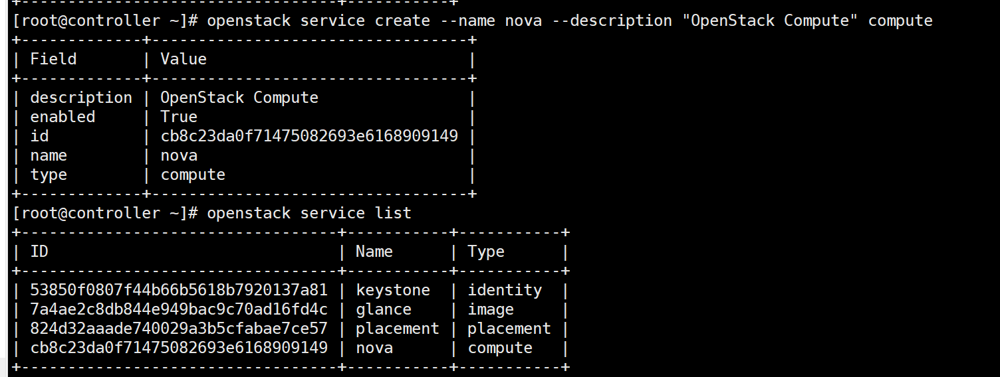 +----------------------------------+-----------+
[root@controller ~]# openstack service create --name nova --description "OpenStack Compute" compute
+-------------+----------------------------------+
| Field       | Value                            |
+-------------+----------------------------------+
| description | OpenStack Compute                |
| enabled     | True                             |
| id          | cb8c23da0f71475082693e6168909149 |
| name        | nova                             |
| type        | compute                          |
+-------------+----------------------------------+
[root@controller ~]# openstack service list
+----------------------------------+-----------+-----------+
| ID                               | Name      | Type      |
+----------------------------------+-----------+-----------+
| 53850f0807f44b66b5618b7920137a81 | keystone  | identity  |
| 7a4ae2c8db844e949bac9c70ad16fd4c | glance    | image     |
| 824d32aaade740029a3b5cfabae7ce57 | placement | placement |
| cb8c23da0f71475082693e6168909149 | nova      | compute   |
+----------------------------------+-----------+-----------+